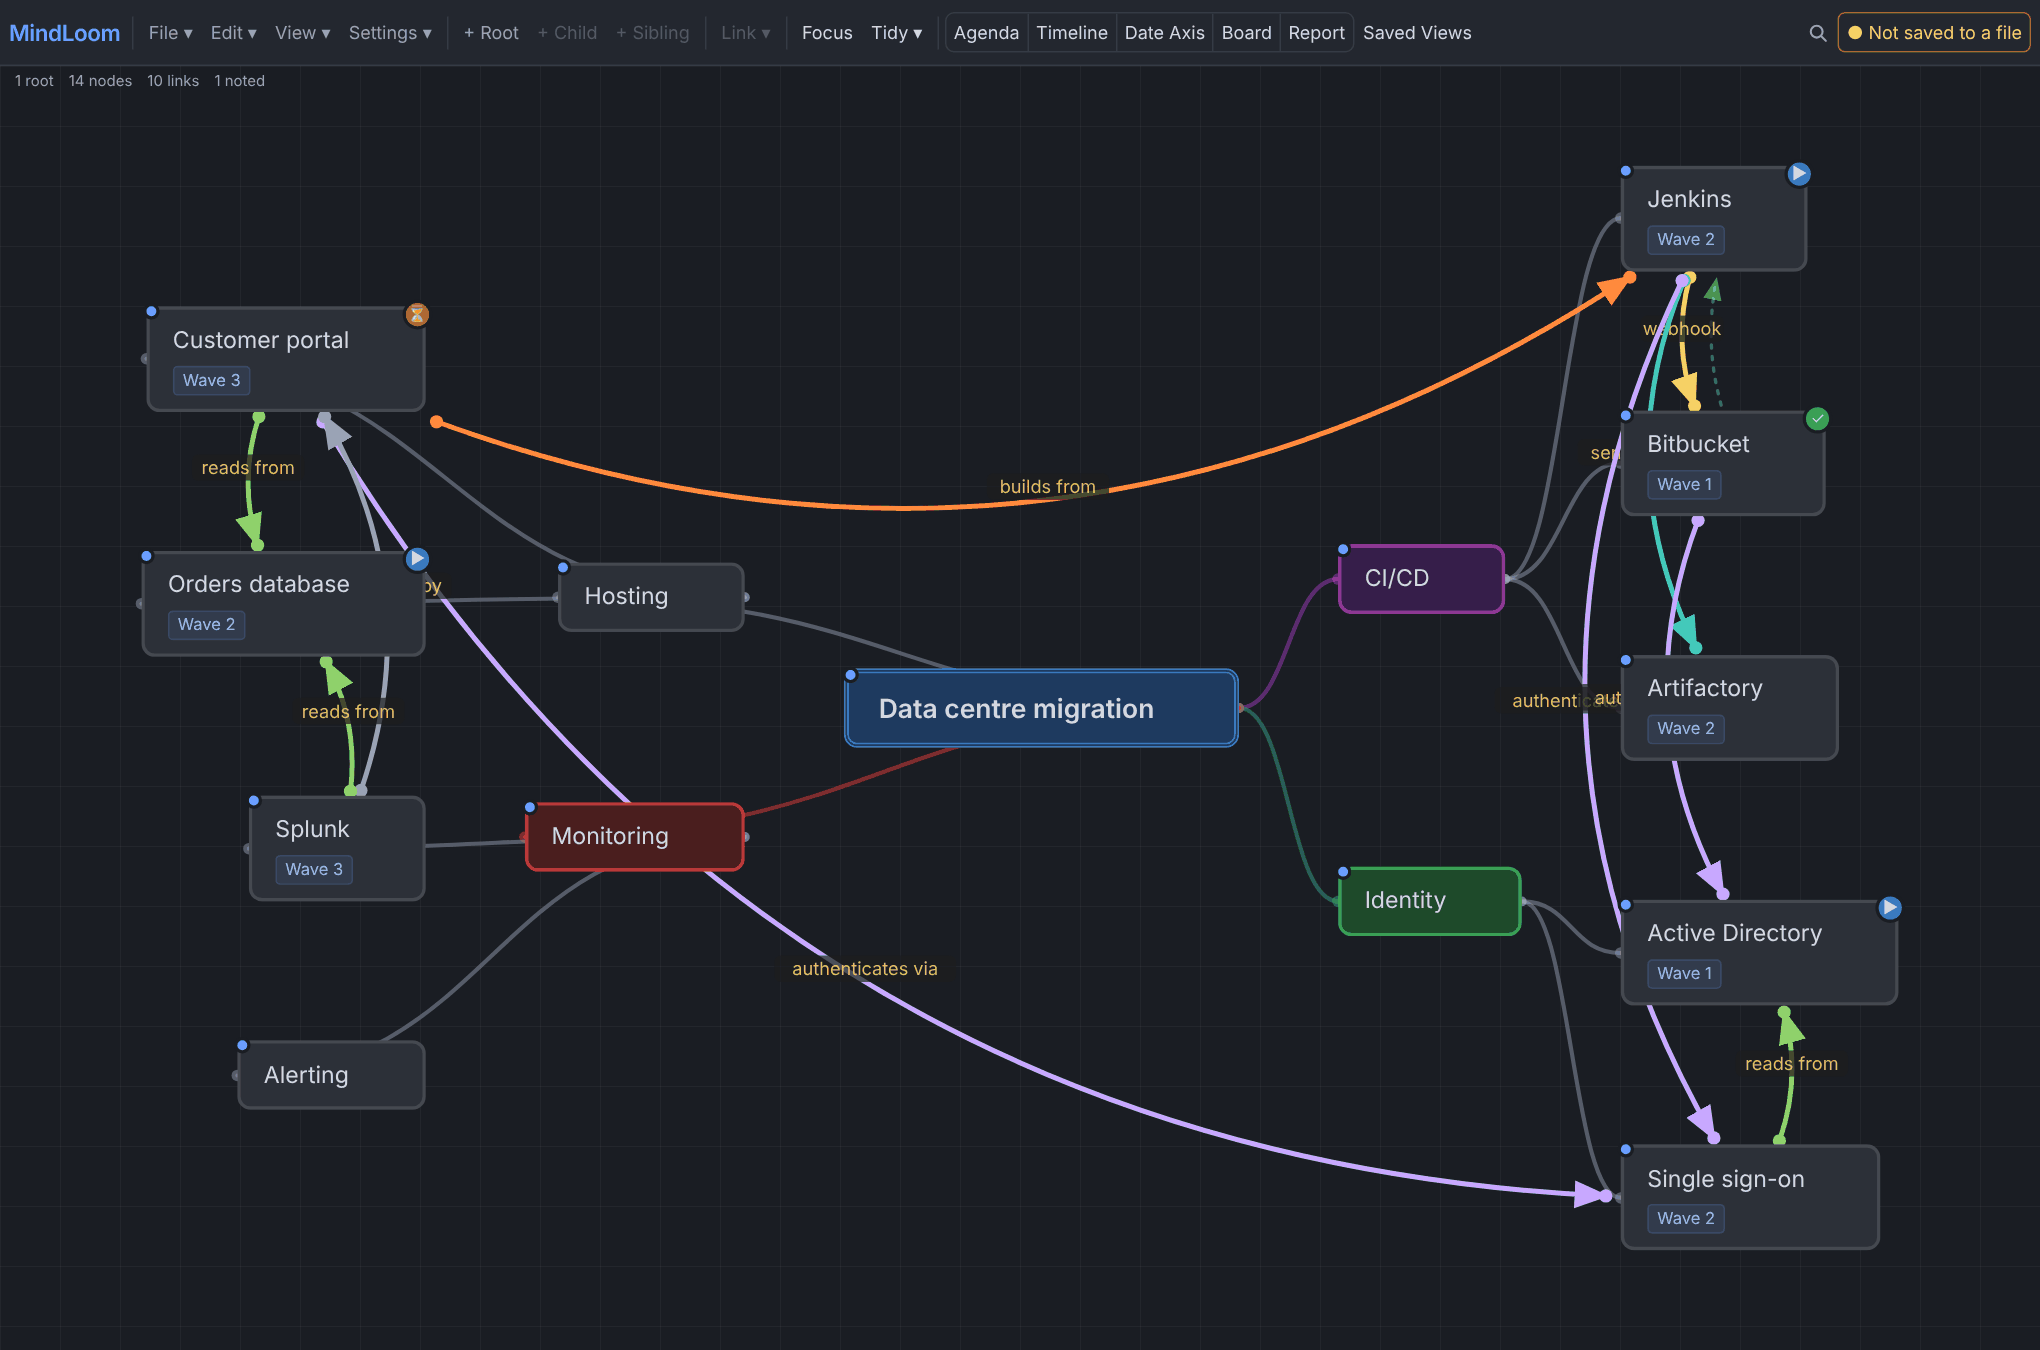 MindLoom File ▾ Edit ▾ View ▾ Settings ▾ + Root + Child + Sibling Link ▾ Focus Tidy ▾ Agenda Timeline Date Axis Board Report Saved Views Not saved to a file
1 root 14 nodes 10 links 1 noted
Jenkins
Wave 2
webhook
Customer portal
Wave 3
reads from
builds from
Bitbucket
Wave 1
Orders database
Wave 2
by
Hosting
CI/CD
Data centre migration
reads from
Artifactory
Wave 2
Splunk
Wave 3
Monitoring
Identity
Active Directory
Wave 1
authenticates via
Alerting
reads from
Single sign-on
Wave 2